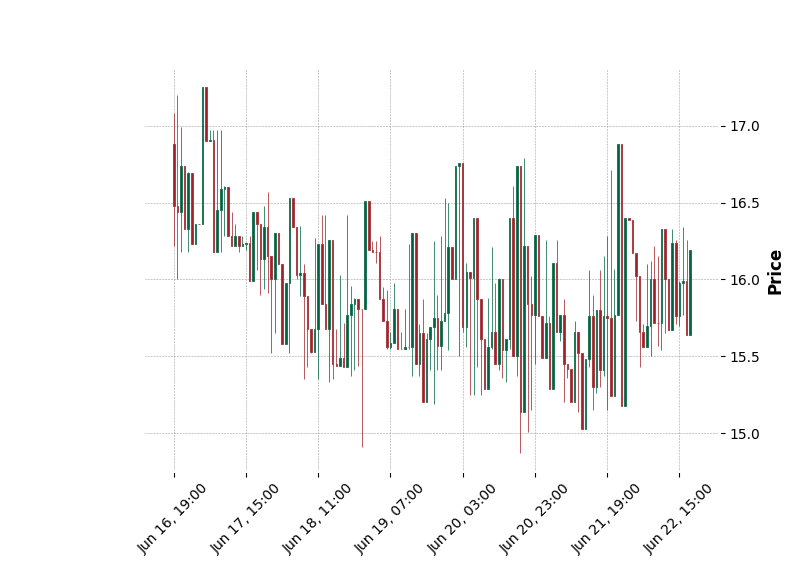 17.0
16.5
16.0
15.5
15.0
Price
Jun 16, 19:00
Jun 17, 15:00
Jun 18, 11:00
Jun 19, 07:00
Jun 20, 03:00
Jun 20, 23:00
Jun 21, 19:00
Jun 22, 15:00